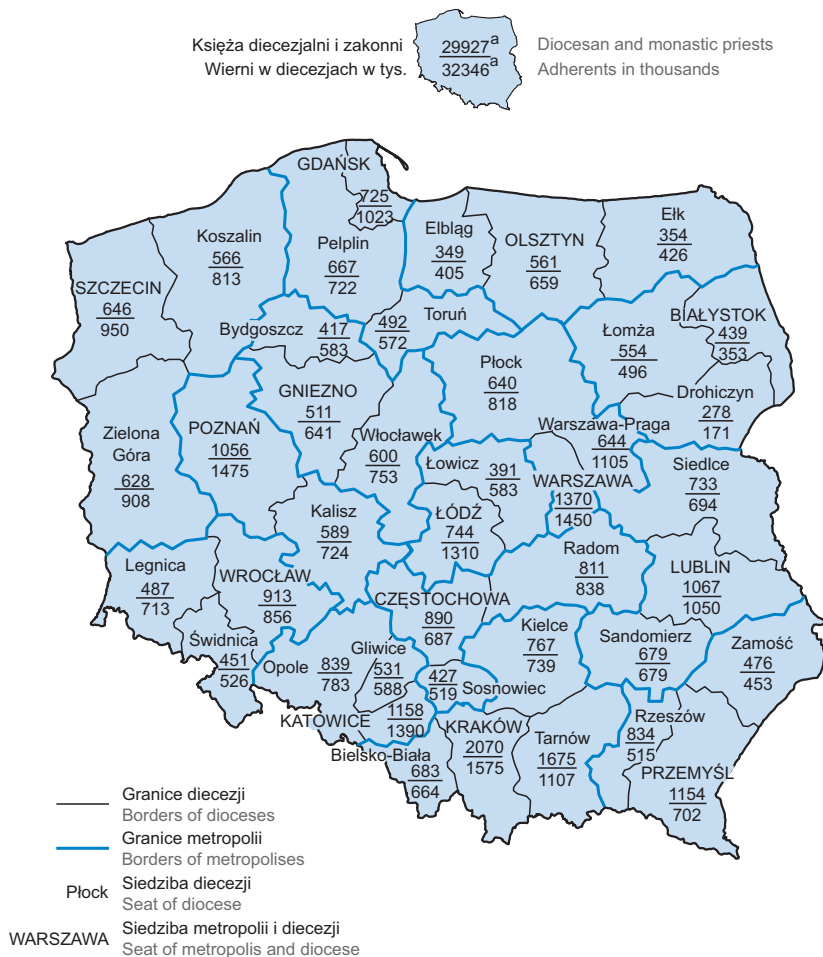 Księża diecezjalni i zakonni
Wierni w diecezjach w tys.
29927a
32346a
Diocesan and monastic priests
Adherents in thousands
GDAŃSK
725
1023
Koszalin
566
813
Pelplin
667
722
Elbląg
349
405
OLSZTYN
561
659
Ełk
354
426
SZCZECIN
646
950
Bydgoszcz
417
583
492
572
Toruń
Łomża
554
496
BIAŁYSTOK
439
353
Płock
640
818
GNIEZNO
511
641
Drohiczyn
278
171
Zielona
Góra
628
908
POZNAŃ
1056
1475
Włocławek
600
753
Warszawa-Praga
644
1105
Łowicz
391
583
WARSZAWA
1370
1450
Siedlce
733
694
Kalisz
589
724
ŁÓDŹ
744
1310
Radom
811
838
LUBLIN
1067
1050
Legnica
487
713
WROCŁAW
913
856
CZĘSTOCHOWA
890
687
Kielce
767
739
Sandomierz
679
679
Zamość
476
453
Świdnica
451
526
Opole
839
783
Gliwice
531
588
427
519
Sosnowiec
KATOWICE
1158
1390
KRAKÓW
2070
1575
Tarnów
1675
1107
Rzeszów
834
515
PRZEMYŚL
1154
702
Bielsko-Biała
683
664
Granice diecezji
Borders of dioceses
Granice metropolii
Borders of metropolises
Płock
Siedziba diecezji
Seat of diocese
WARSZAWA
Siedziba metropolii i diecezji
Seat of metropolis and diocese